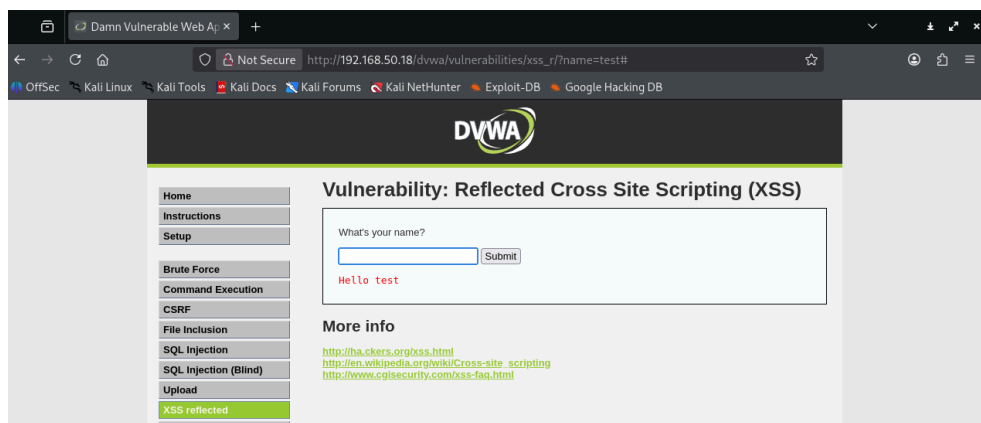 Damn Vulnerable Web Ap
Not Secure http://192.168.50.18/dvwa/vulnerabilities/xss_r/?name=test#
OffSec Kali Linux Kali Tools Kali Docs Kali Forums Kali NetHunter Exploit-DB Google Hacking DB
DVWA
Home
Instructions
Setup
Brute Force
Command Execution
CSRF
File Inclusion
SQL Injection
SQL Injection (Blind)
Upload
XSS reflected
Vulnerability: Reflected Cross Site Scripting (XSS)
What's your name?
Submit
Hello test
More info
http://ha.ckers.org/xss.html
http://en.wikipedia.org/wiki/Cross-site_scripting
http://www.cgisecurity.com/xss-faq.html